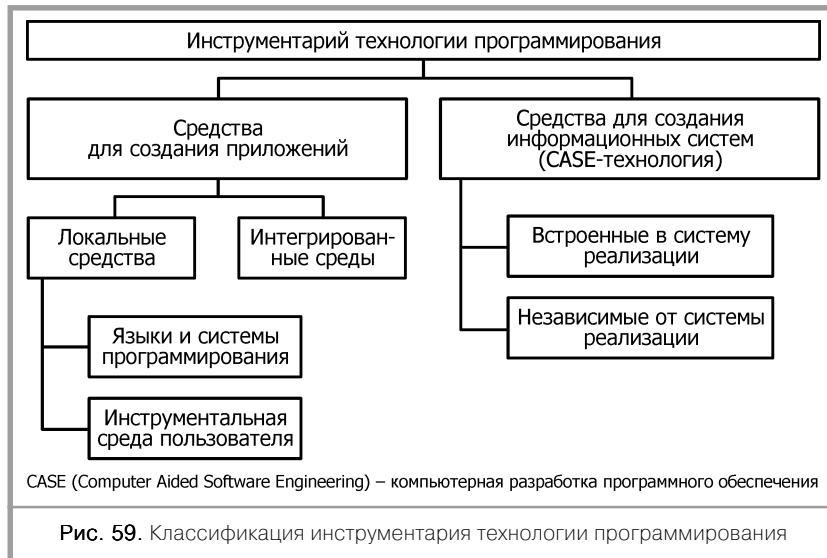 Инструментарий технологии программирования
Средства
для создания приложений
Средства для создания
информационных систем
(CASE-технология)
Локальные
средства
Интегрирован-
ные среды
Встроенные в систему
реализации
Независимые от системы
реализации
Языки и системы
программирования
Инструментальная
среда пользователя
CASE (Computer Aided Software Engineering) – компьютерная разработка программного обеспечения
Рис. 59. Классификация инструментария технологии программирования